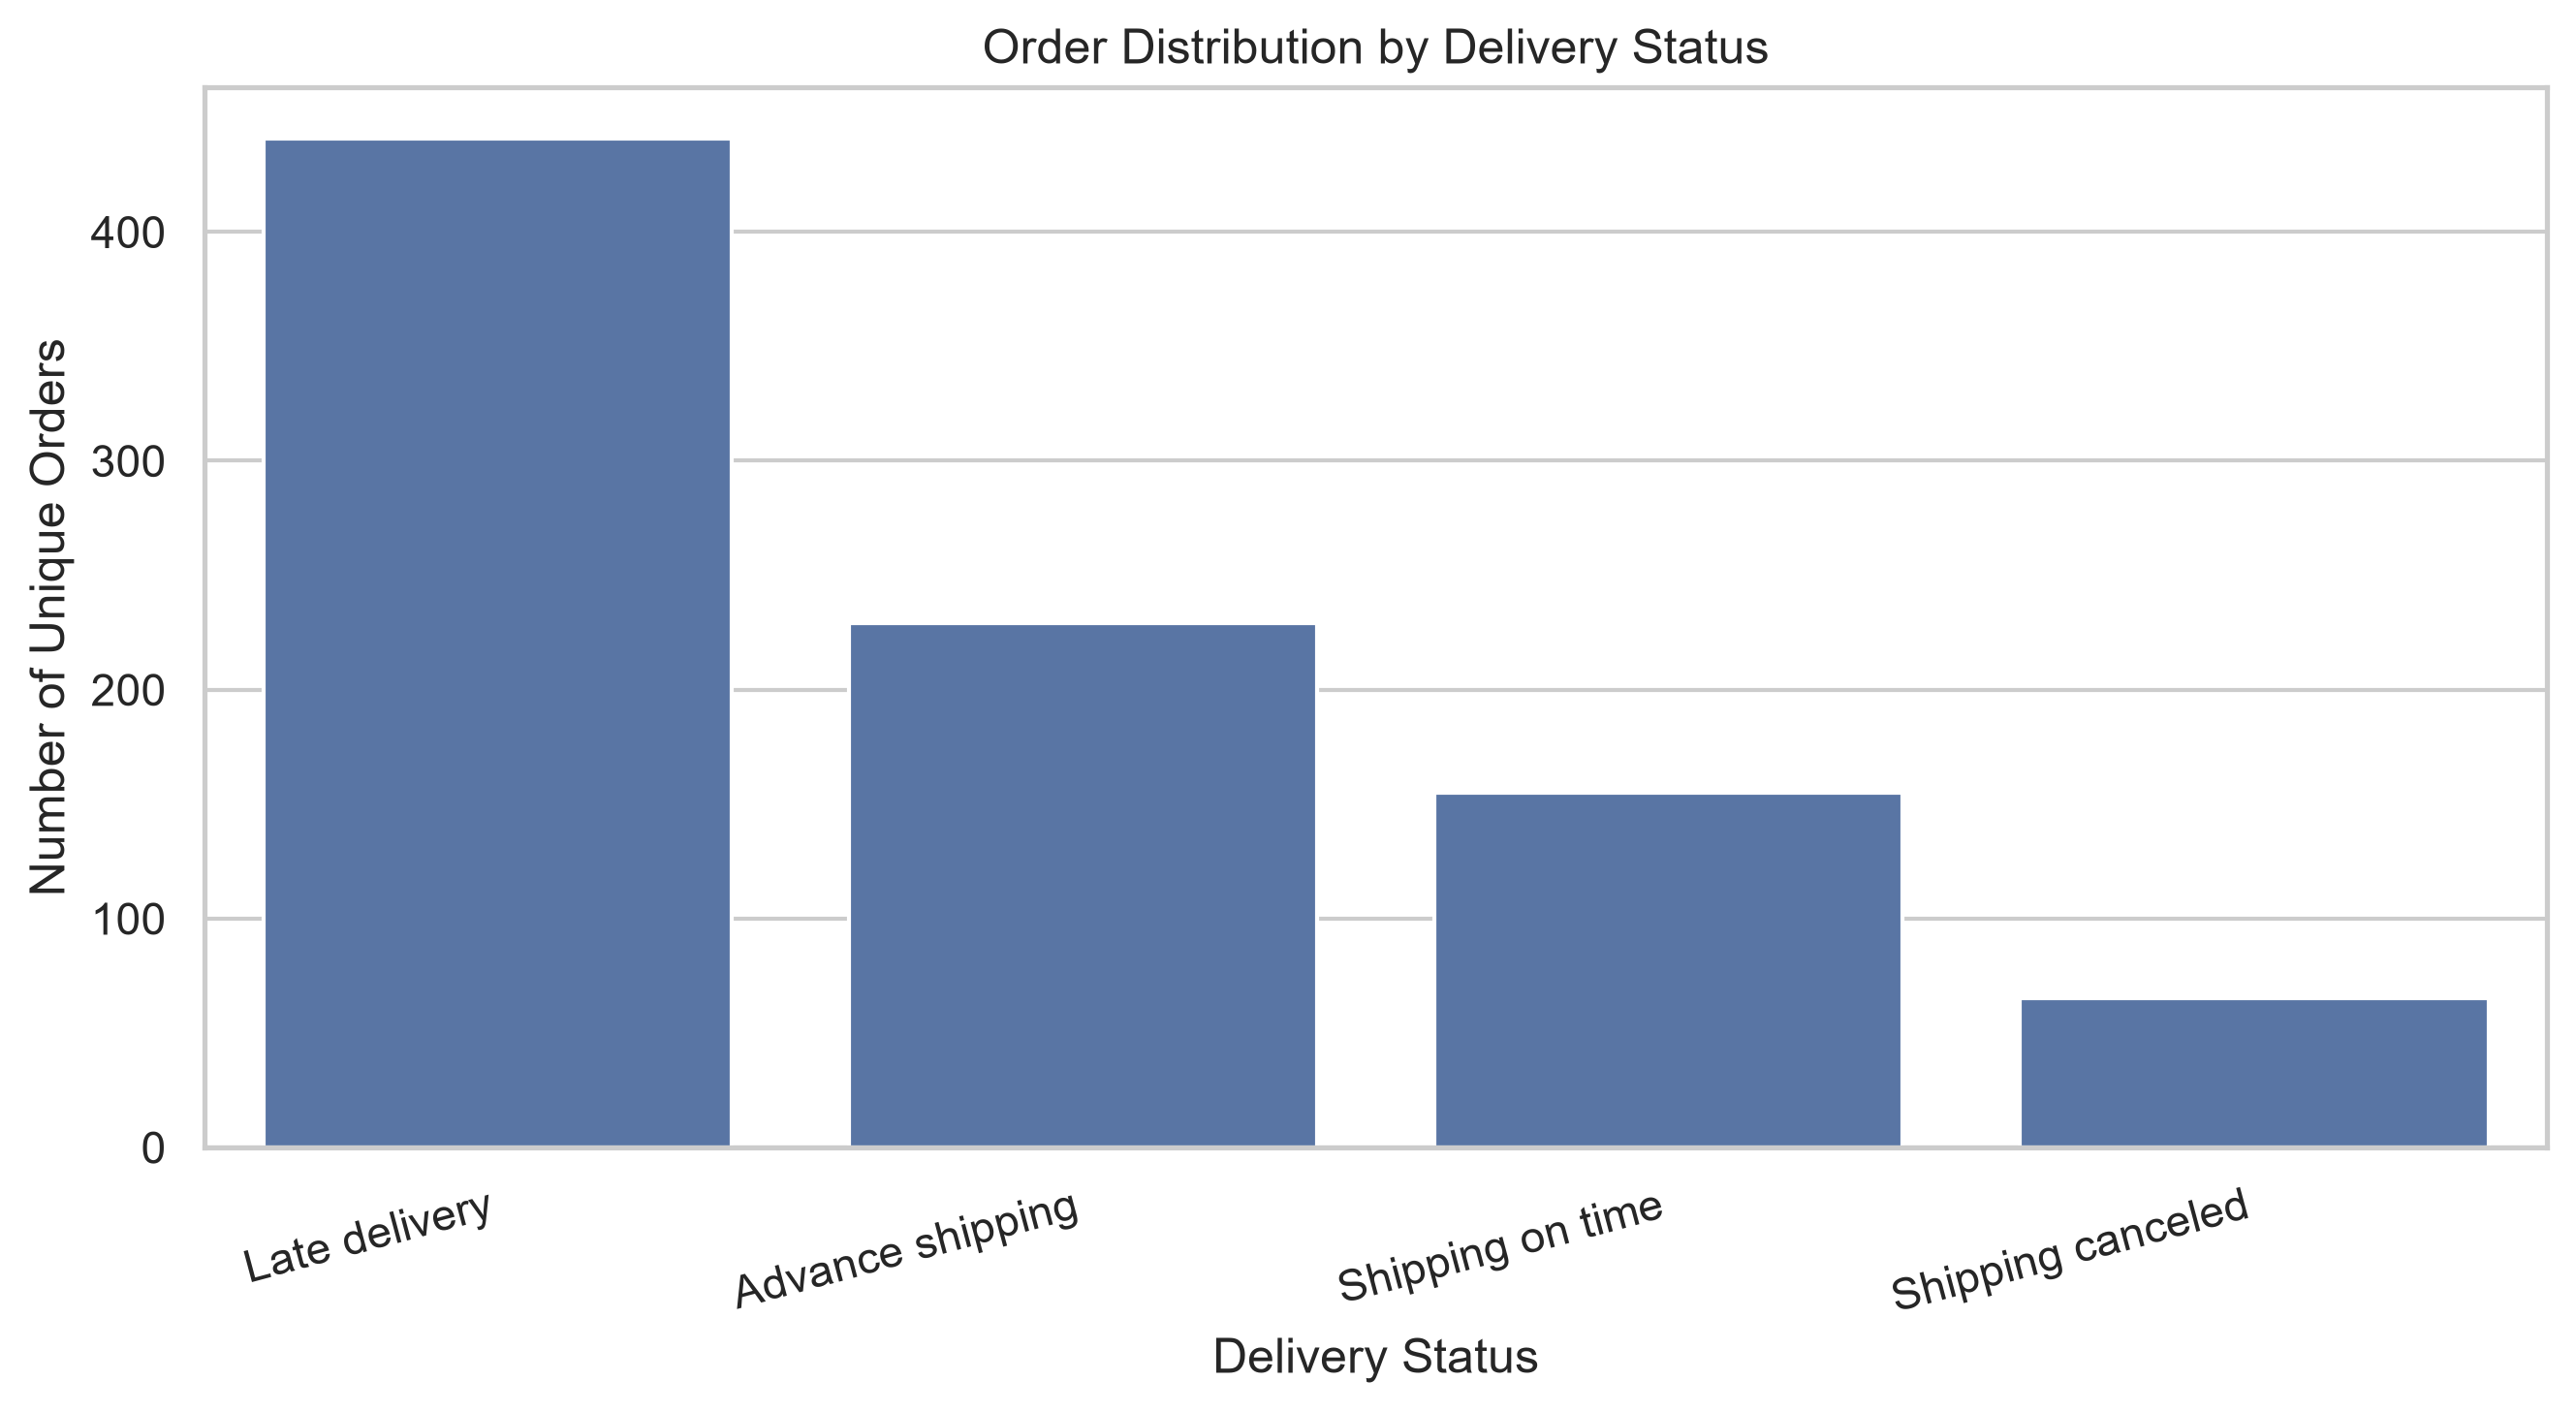 Order Distribution by Delivery Status
Number of Unique Orders
400
300
200
100
0
Late delivery
Advance shipping
Shipping on time
Shipping canceled
Delivery Status